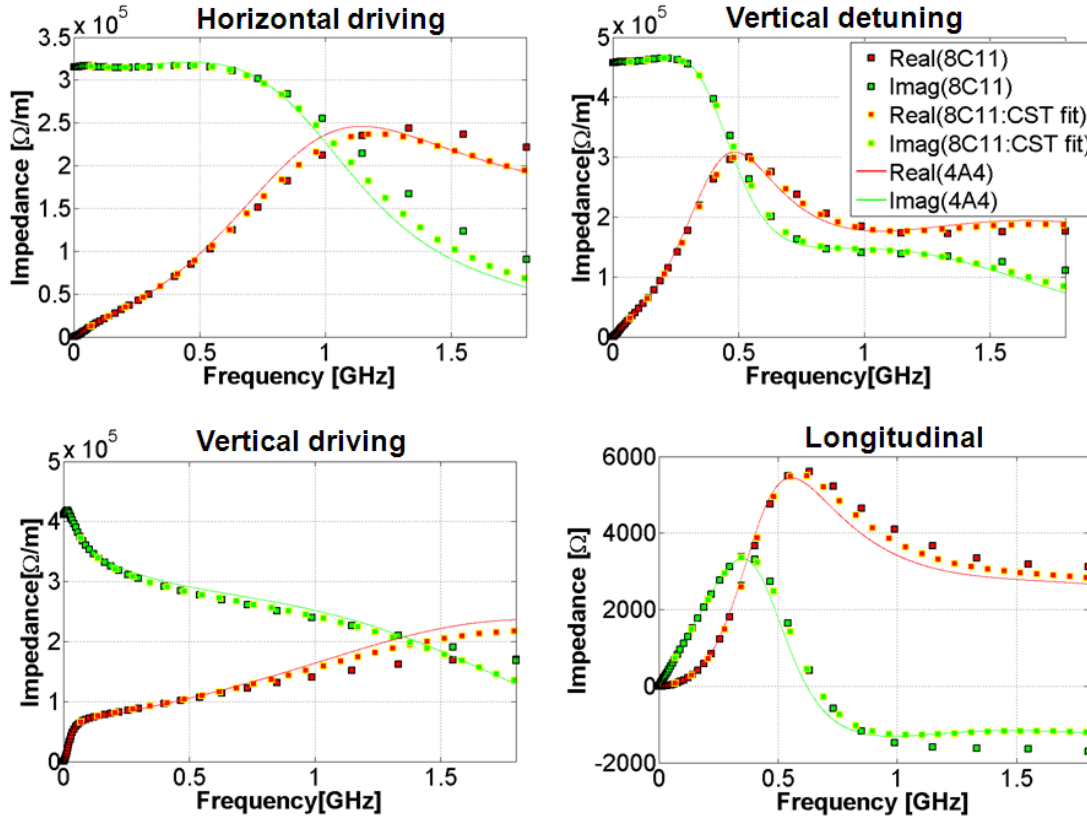 Horizontal driving
x 10^5
3.5
3
2.5
2
1.5
1
0.5
0
Impedance [Ω/m]
0 0.5 1 1.5
Frequency [GHz]
Vertical detuning
x 10^5
5
4
3
2
1
0
Impedance[Ω/m]
0 0.5 1 1.5
Frequency[GHz]
Real(8C11)
Imag(8C11)
Real(8C11:CST fit)
Imag(8C11:CST fit)
Real(4A4)
Imag(4A4)
Vertical driving
x 10^5
5
4
3
2
1
0
Impedance[Ω/m]
0 0.5 1 1.5
Frequency[GHz]
Longitudinal
6000
4000
2000
0
-2000
Impedance [Ω]
0 0.5 1 1.5
Frequency [GHz]